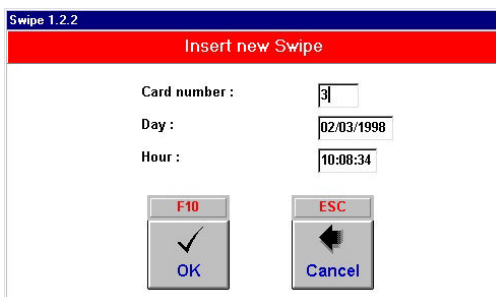 Swipe 1.2.2
Insert new Swipe
Card number : 3
Day : 02/03/1998
Hour : 10:08:34
F10 ESC
OK Cancel